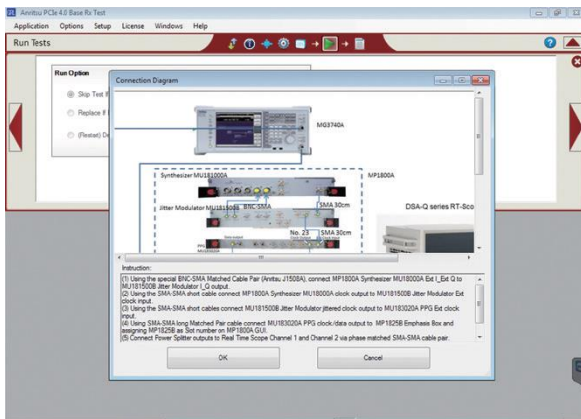 Anritsu PCIe 4.0 Base Rx Test
Application Options Setup License Windows Help
Run Tests
Run Option
Connection Diagram
Skip Test If
Replace If
(Restart) De
MG3740A
Synthesizer MU181000A
MP1800A
Jitter Modulator MU181500B
BNC-SMA
SMA 30cm
DSA-Q series RT-Sco
No. 23
SMA 30cm
Instruction:
(1) Using the special BNC-SMA Matched Cable Pair (Anritsu J1508A), connect MP1800A Synthesizer MU18000A Ext I_Ext Q to
MU181500B Jitter Modulator I_Q output.
(2) Using the SMA-SMA short cable connect MP1800A Synthesizer MU18000A clock output to MU181500B Jitter Modulator Ext
clock input.
(3) Using the SMA-SMA short cables connect MU181500B Jitter Modulator jittered clock output to MU183020A PPG Ext clock
input.
(4) Using SMA-SMA long Matched Pair cable connect MU183020A PPG clock/data output to MP1825B Emphasis Box and
assigning MP1825B as Slot number on MP1800A GUI.
(5) Connect Power Splitter outputs to Real Time Scope Channel 1 and Channel 2 via phase matched SMA-SMA cable pair.
OK
Cancel